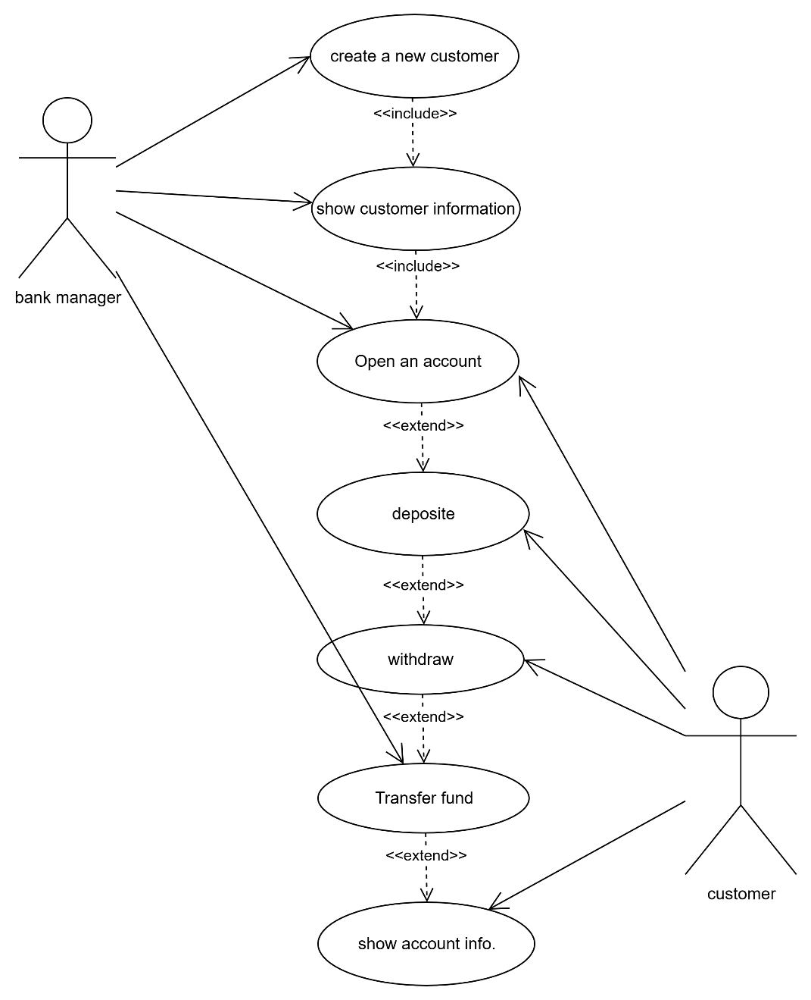 create a new customer
<<include>>
show customer information
<<include>>
bank manager
Open an account
<<extend>>
deposite
<<extend>>
withdraw
<<extend>>
Transfer fund
<<extend>>
customer
show account info.